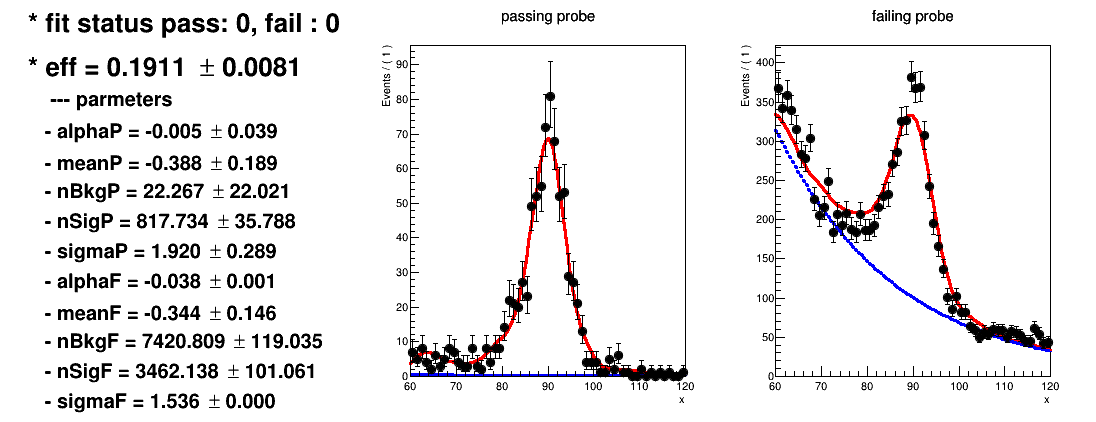 * fit status pass: 0, fail : 0
* eff = 0.1911 ± 0.0081
--- parmeters
- alphaP = -0.005 ± 0.039
- meanP = -0.388 ± 0.189
- nBkgP = 22.267 ± 22.021
- nSigP = 817.734 ± 35.788
- sigmaP = 1.920 ± 0.289
- alphaF = -0.038 ± 0.001
- meanF = -0.344 ± 0.146
- nBkgF = 7420.809 ± 119.035
- nSigF = 3462.138 ± 101.061
- sigmaF = 1.536 ± 0.000
passing probe
Events / ( 1 )
90
80
70
60
50
40
30
20
10
0
60 70 80 90 100 110 120
x
failing probe
Events / ( 1 )
400
350
300
250
200
150
100
50
0
60 70 80 90 100 110 120
x